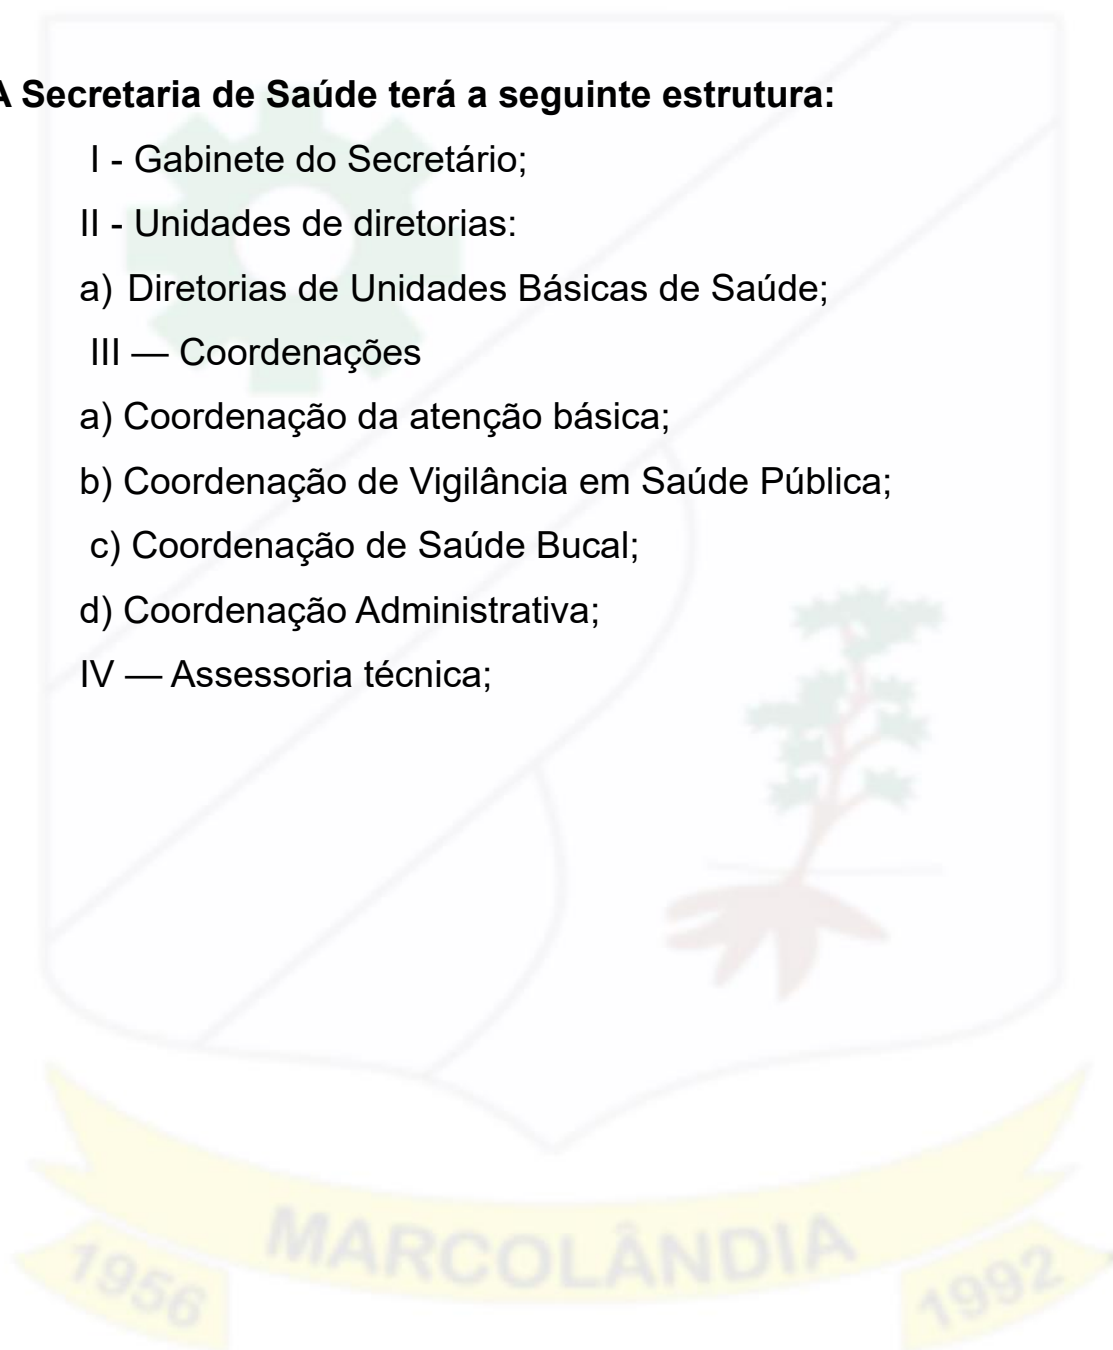 A Secretaria de Saúde terá a seguinte estrutura:
I - Gabinete do Secretário;
II - Unidades de diretorias:
a) Diretorias de Unidades Básicas de Saúde;
III — Coordenações
a) Coordenação da atenção básica;
b) Coordenação de Vigilância em Saúde Pública;
c) Coordenação de Saúde Bucal;
d) Coordenação Administrativa;
IV — Assessoria técnica;
MARCOLÂNDIA
1956
1992